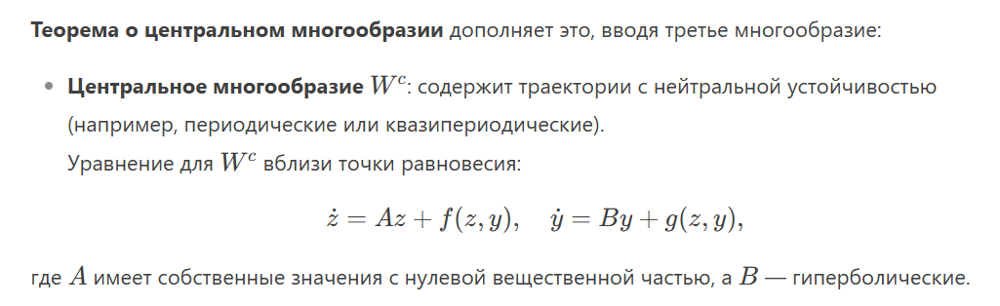 Теорема о центральном многообразии дополняет это, вводя третье многообразие:
• Центральное многообразие $W^c$: содержит траектории с нейтральной устойчивостью
(например, периодические или квазипериодические).
Уравнение для $W^c$ вблизи точки равновесия:
$\dot{z} = Az + f(z, y), \quad \dot{y} = By + g(z, y),$
где $A$ имеет собственные значения с нулевой вещественной частью, а $B$ — гиперболические.